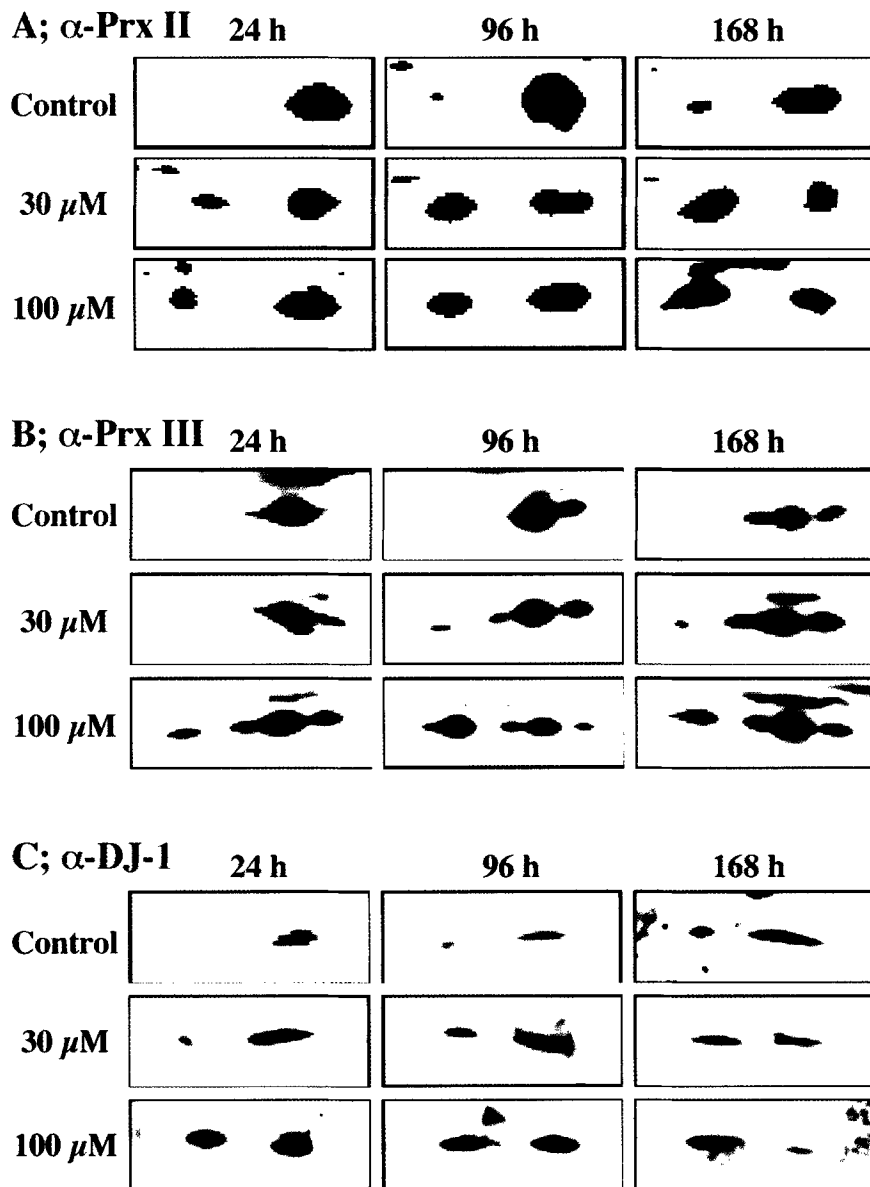 A; α-Prx II
24 h 96 h 168 h
Control
30 µM
100 µM
B; α-Prx III
24 h 96 h 168 h
Control
30 µM
100 µM
C; α-DJ-1
24 h 96 h 168 h
Control
30 µM
100 µM